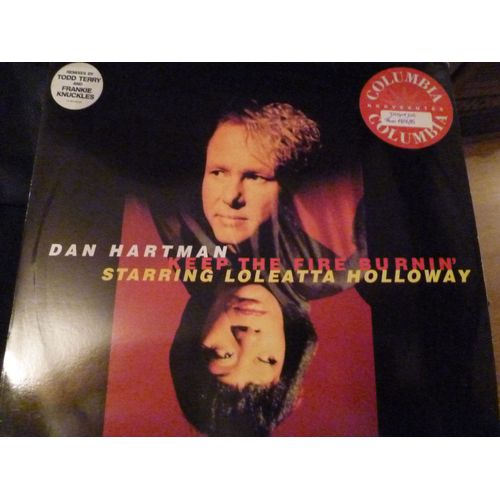 REMIXES BY
TODD TERRY
AND
FRANKIE
KNUCKLES
COLUMBIA
COLUMBIA
DAN HARTMAN
KEEP THE FIRE BURNIN'
STARRING LOLEATTA HOLLOWAY